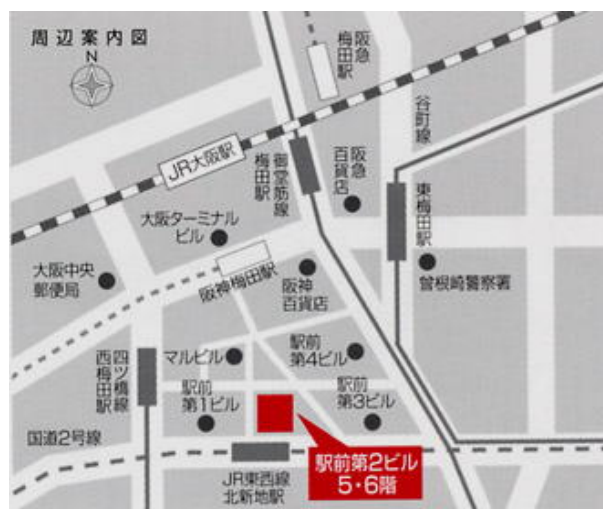 周辺案内図
N
阪急
梅田駅
谷町線
JR大阪駅
御堂筋線
梅田駅
阪急
百貨店
東梅田駅
大阪ターミナル
ビル
大阪中央
郵便局
阪神梅田駅
阪神
百貨店
曽根崎警察署
四ツ橋線
西梅田駅
マルビル
駅前
第4ビル
駅前
第1ビル
駅前
第3ビル
国道2号線
駅前第2ビル
5・6階
JR東西線
北新地駅